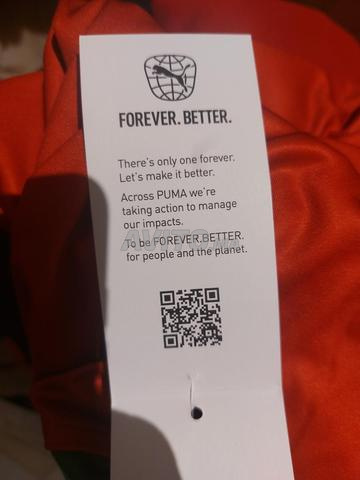 FOREVER. BETTER.
There's only one forever.
Let's make it better.
Across PUMA we're
taking action to manage
our impacts.
To be FOREVER.BETTER.
for people and the planet.